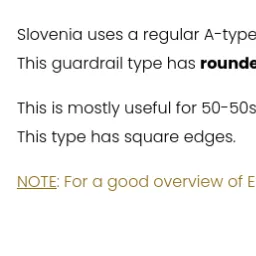 Slovenia uses a regular A-type
This guardrail type has rounde
This is mostly useful for 50-50s
This type has square edges.
NOTE: For a good overview of E